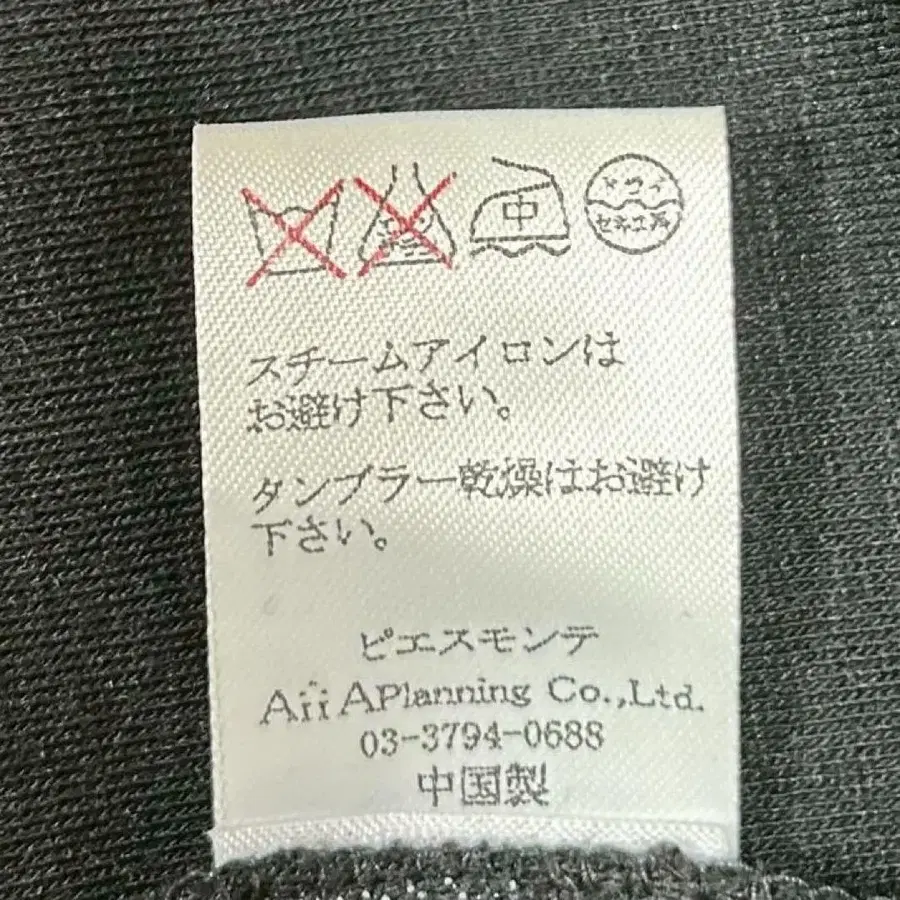 中
ドライ
セキユ系
スチームアイロンは
お避け下さい。
タンブラー乾燥はお避け
下さい。
ピエスモンテ
Aii APlanning Co.,Ltd.
03-3794-0688
中国製